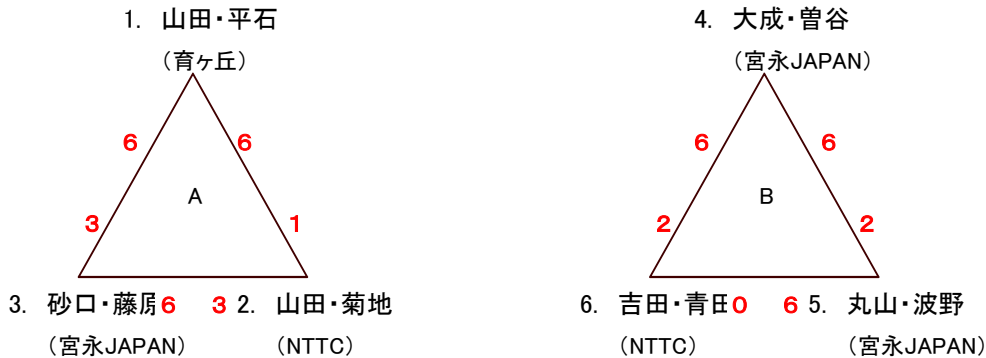 1. 山田・平石 4. 大成・曽谷
（育ヶ丘） （宮永JAPAN）
6 6 6 6
A B
3 1 2 2
3. 砂口・藤原 6 3 2. 山田・菊地 6. 吉田・青田 0 6 5. 丸山・波野
（宮永JAPAN） （NTTC） （NTTC） （宮永JAPAN）